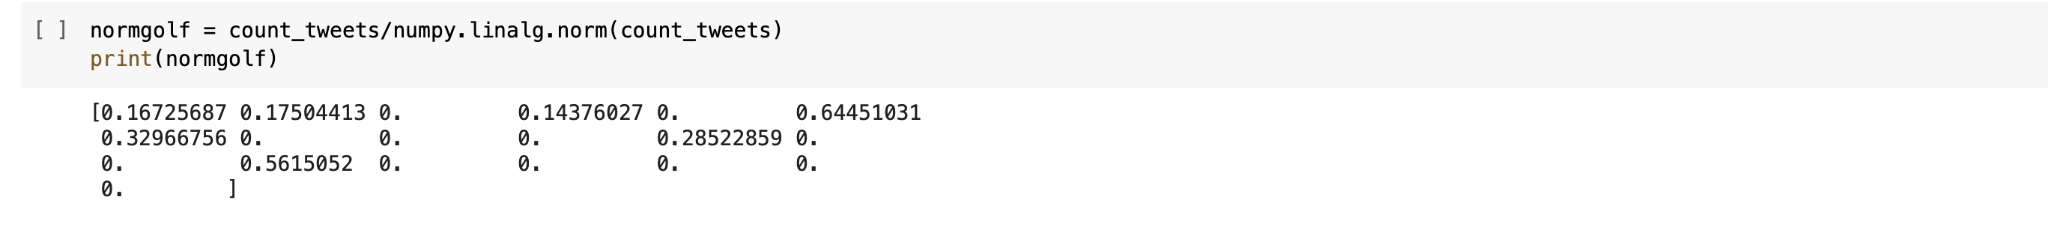 [ ] normgolf = count_tweets/numpy.linalg.norm(count_tweets)
print(normgolf)
[0.16725687 0.17504413 0.         0.14376027 0.         0.64451031
 0.32966756 0.         0.         0.         0.28522859 0.
 0.         0.5615052  0.         0.         0.         0.
 0.        ]